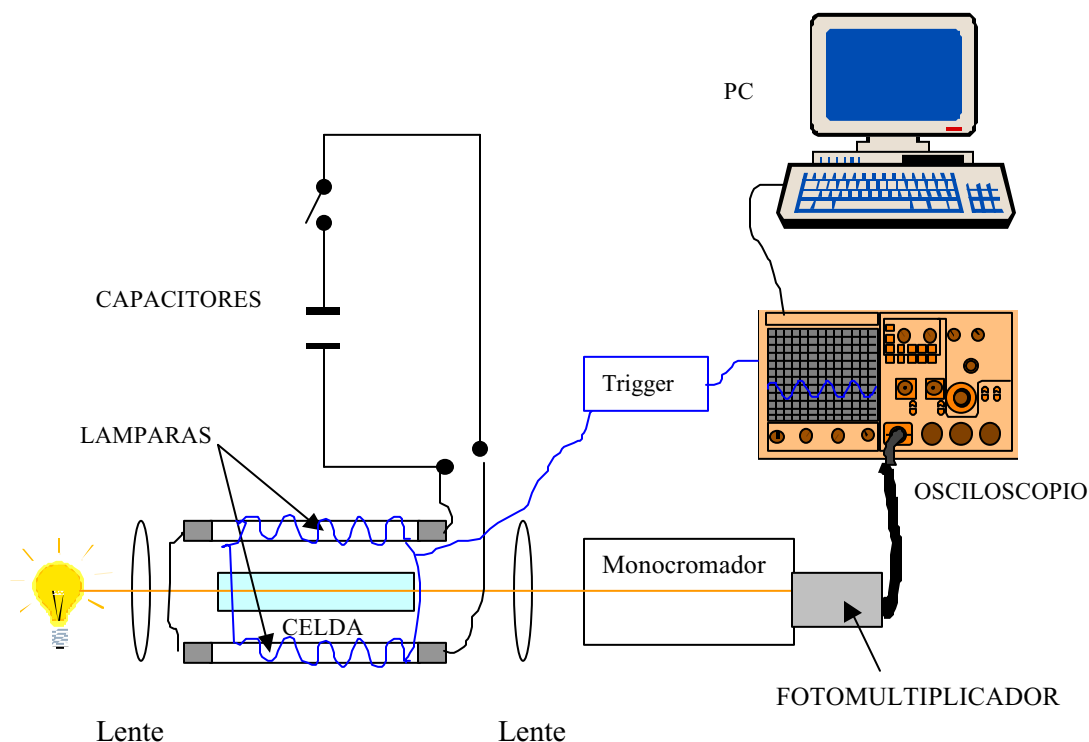 PC
CAPACITORES
Trigger
LAMPARAS
OSCILOSCOPIO
Monocromador
CELDA
FOTOMULTIPLICADOR
Lente
Lente